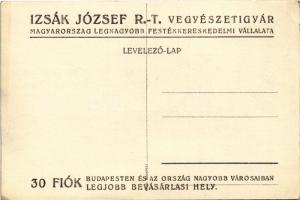 IZSÁK JÓZSEF R.-T. VEGYÉSZETIGYÁR
MAGYARORSZÁG LEGNAGYOBB FESTÉKKERESKEDELMI VÁLLALATA
LEVELEZŐ-LAP
30 FIÓK BUDAPESTEN ÉS AZ ORSZÁG NAGYOBB VÁROSAIBAN
LEGJOBB BEVÁSÁRLASI HELY.